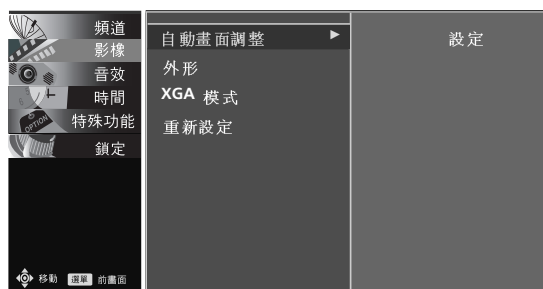 頻道
影像
音效
時間
OPTION
特殊功能
鎖定
移動 選單 前畫面
自動畫面調整
外形
XGA 模式
重新設定
設定